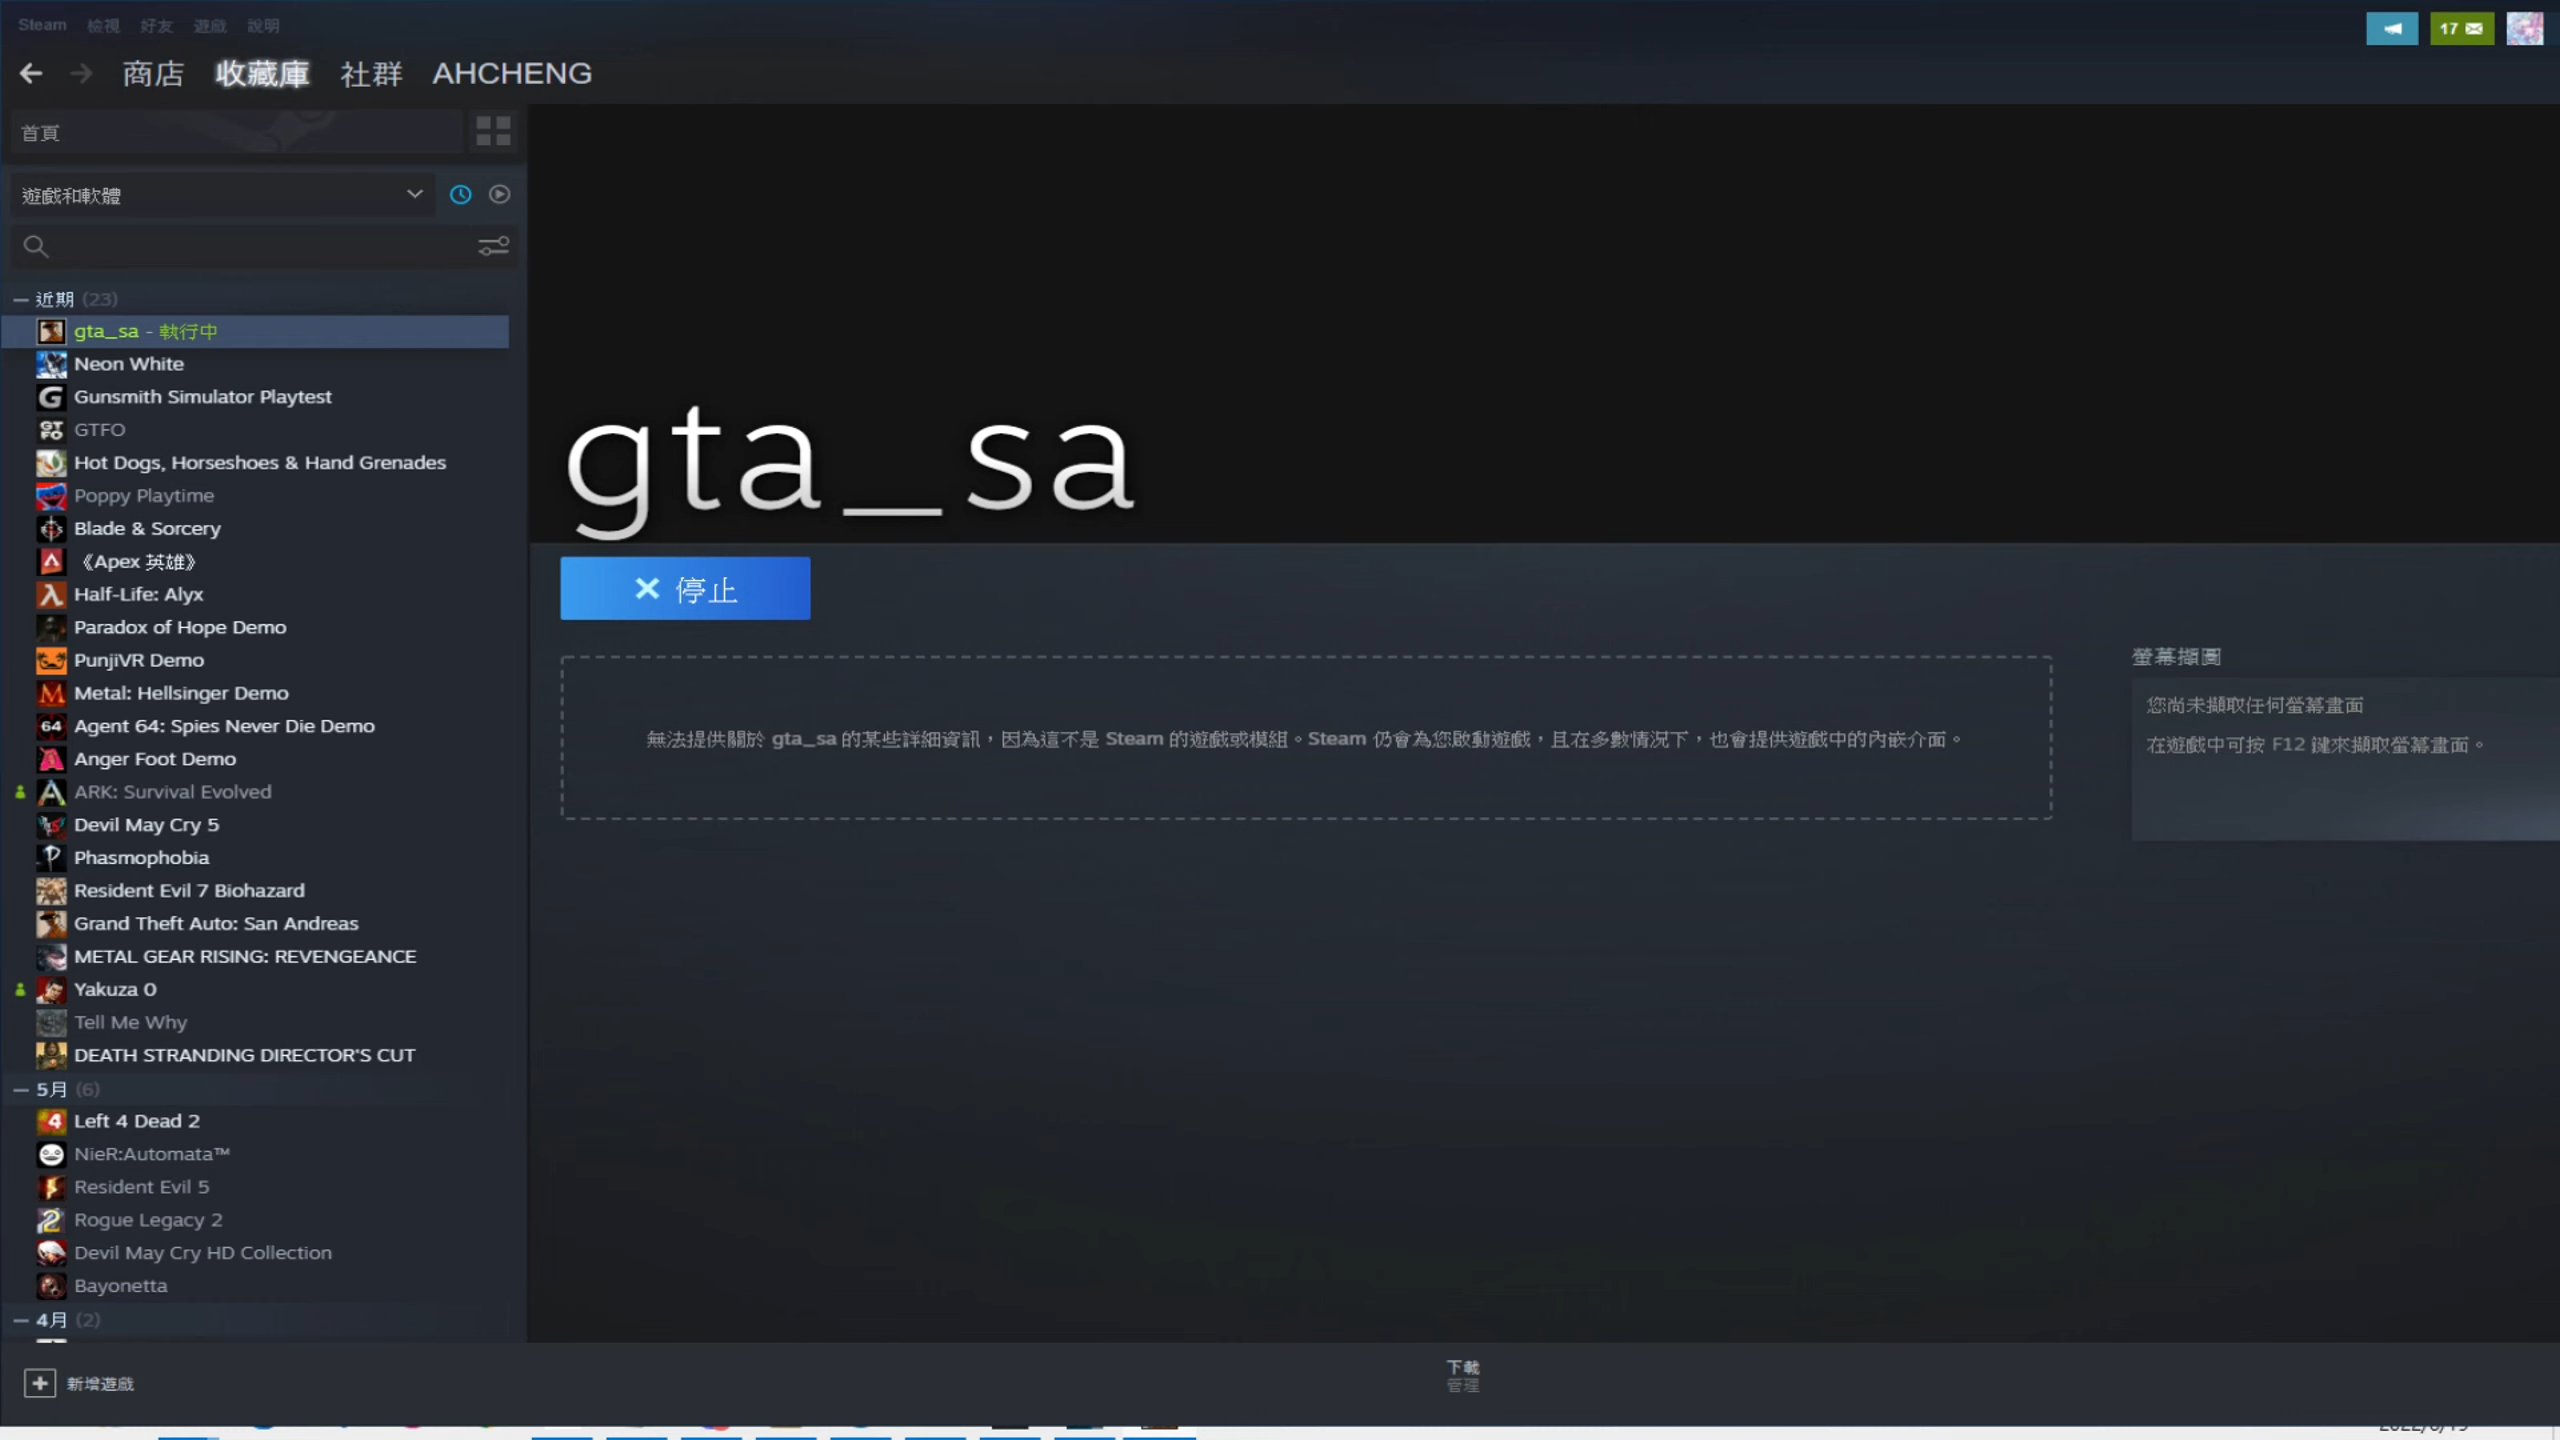 Steam 檢視 好友 遊戲 說明
17
商店 收藏庫 社群 AHCHENG
首頁
遊戲和軟體
近期 (23)
gta_sa - 執行中
Neon White
Gunsmith Simulator Playtest
GTFO
Hot Dogs, Horseshoes & Hand Grenades
Poppy Playtime
Blade & Sorcery
《Apex 英雄》
Half-Life: Alyx
Paradox of Hope Demo
PunjiVR Demo
Metal: Hellsinger Demo
Agent 64: Spies Never Die Demo
Anger Foot Demo
ARK: Survival Evolved
Devil May Cry 5
Phasmophobia
Resident Evil 7 Biohazard
Grand Theft Auto: San Andreas
METAL GEAR RISING: REVENGEANCE
Yakuza 0
Tell Me Why
DEATH STRANDING DIRECTOR'S CUT
5月 (6)
Left 4 Dead 2
NieR:Automata™
Resident Evil 5
Rogue Legacy 2
Devil May Cry HD Collection
Bayonetta
4月 (2)
新增遊戲
gta_sa
停止
無法提供關於 gta_sa 的某些詳細資訊，因為這不是 Steam 的遊戲或模組。Steam 仍會為您啟動遊戲，且在多數情況下，也會提供遊戲中的內嵌介面。
螢幕擷圖
您尚未擷取任何螢幕畫面
在遊戲中可按 F12 鍵來擷取螢幕畫面。
下載
管理